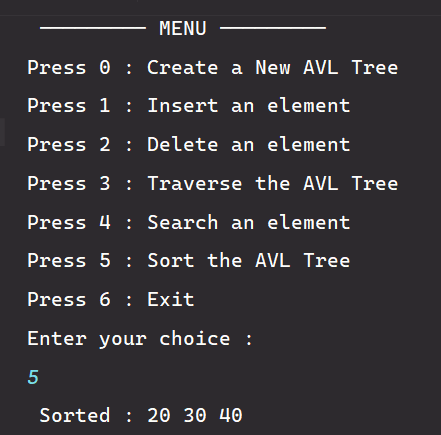 ───────── MENU ─────────
Press 0 : Create a New AVL Tree
Press 1 : Insert an element
Press 2 : Delete an element
Press 3 : Traverse the AVL Tree
Press 4 : Search an element
Press 5 : Sort the AVL Tree
Press 6 : Exit
Enter your choice :
5
Sorted : 20 30 40